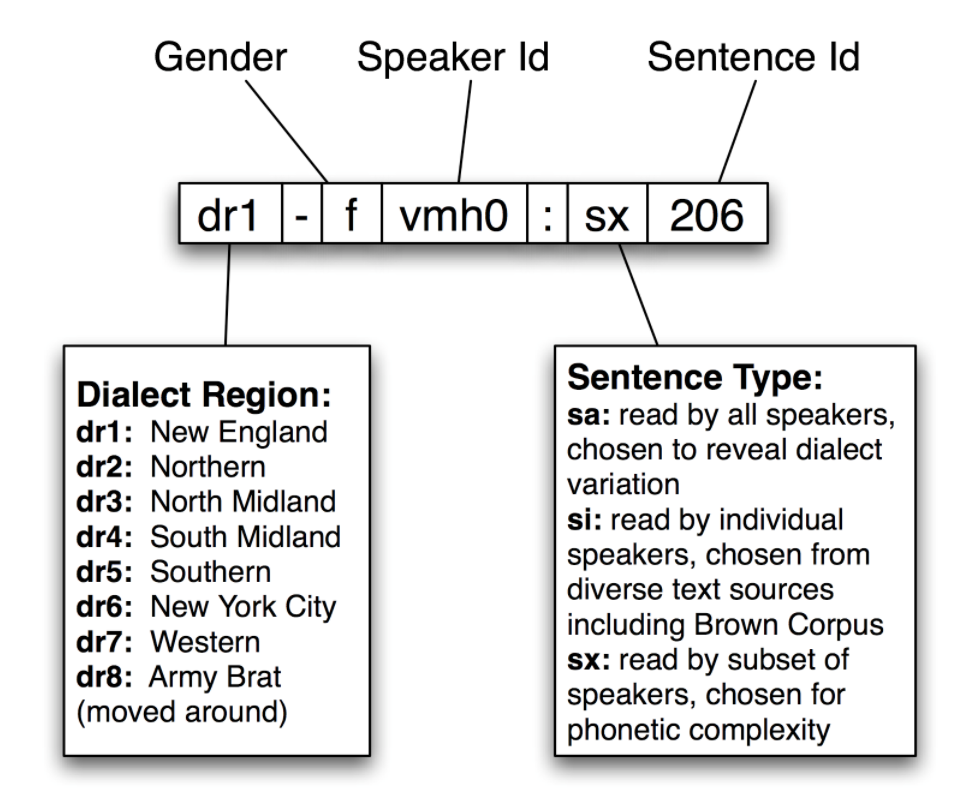 Gender Speaker Id Sentence Id
dr1 - f vmh0 : sx 206
Dialect Region:
dr1: New England
dr2: Northern
dr3: North Midland
dr4: South Midland
dr5: Southern
dr6: New York City
dr7: Western
dr8: Army Brat
(moved around)
Sentence Type:
sa: read by all speakers,
chosen to reveal dialect
variation
si: read by individual
speakers, chosen from
diverse text sources
including Brown Corpus
sx: read by subset of
speakers, chosen for
phonetic complexity